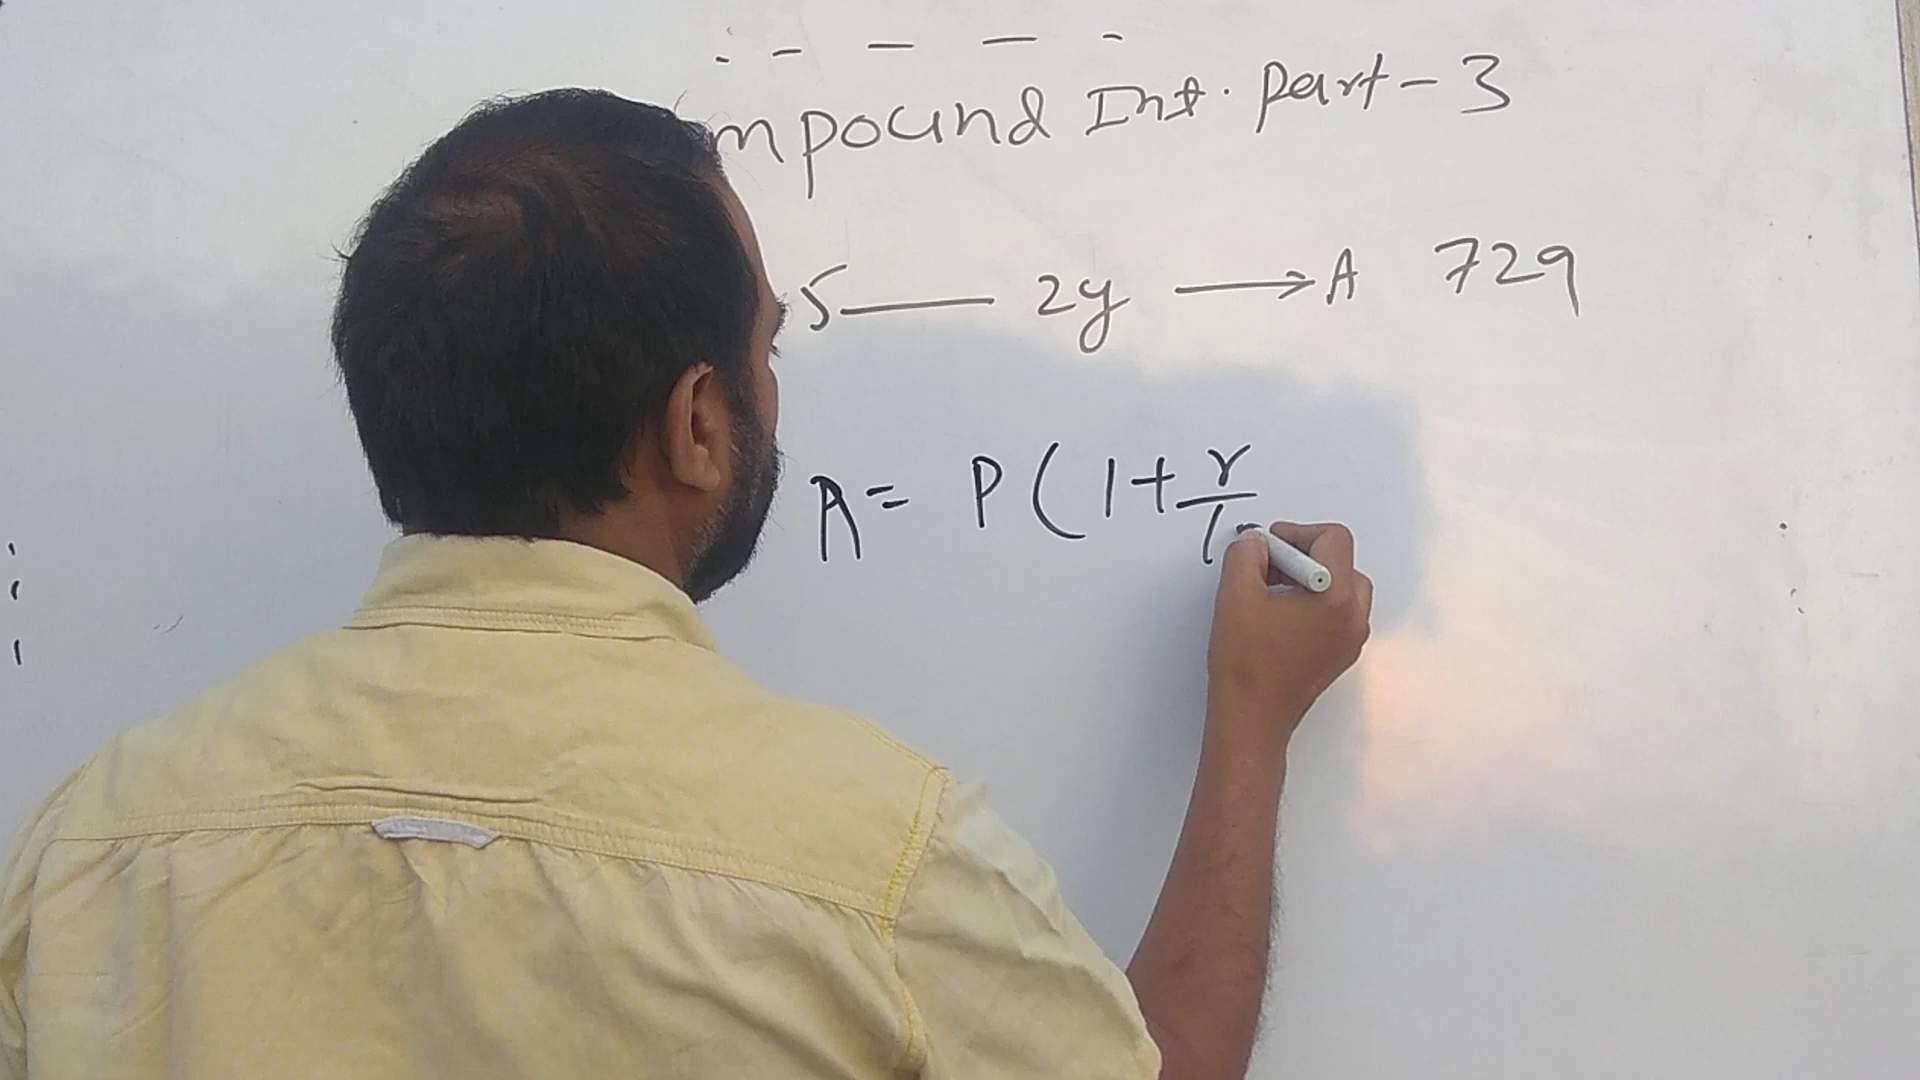 mpound Int. Part - 3
5 — 2y → A 729
A = P ( 1 + r/1